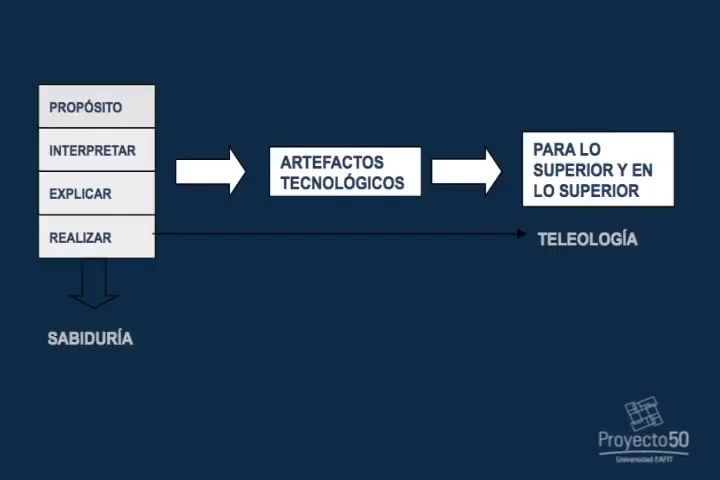 PROPÓSITO
INTERPRETAR
EXPLICAR
REALIZAR
SABIDURÍA
ARTEFACTOS
TECNOLÓGICOS
PARA LO
SUPERIOR Y EN
LO SUPERIOR
TELEOLOGÍA
Proyecto50
Universidad EAFIT